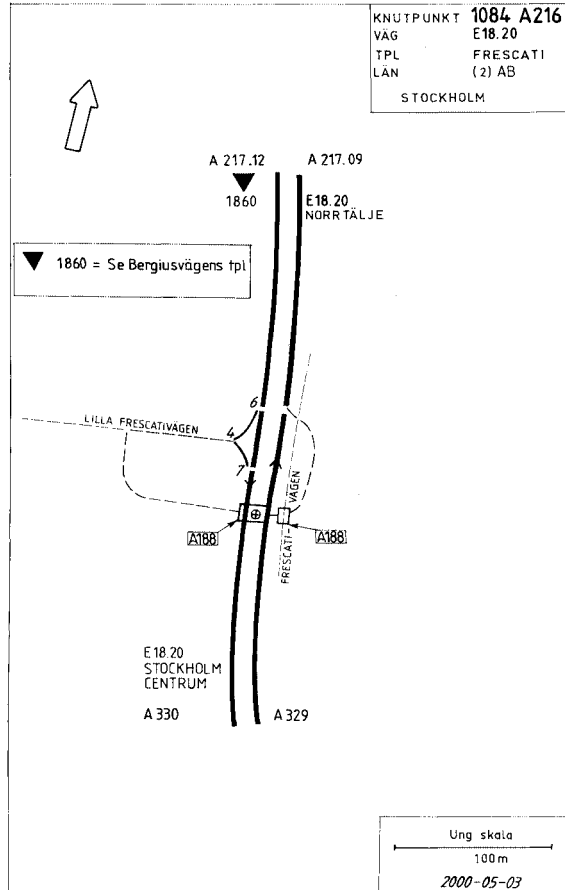 KNUTPUNKT 1084 A216
VÄG E18.20
TPL FRESCATI
LÄN (2) AB
STOCKHOLM
A 217.12 A 217.09
1860
E18.20
NORRTÄLJE
1860 = Se Bergiusvägens tpl
6
LILLA FRESCATIVÄGEN
4
7
FRESCATI-
VÄGEN
A188
A188
E18.20
STOCKHOLM
CENTRUM
A 330 A 329
Ung skala
100m
2000-05-03